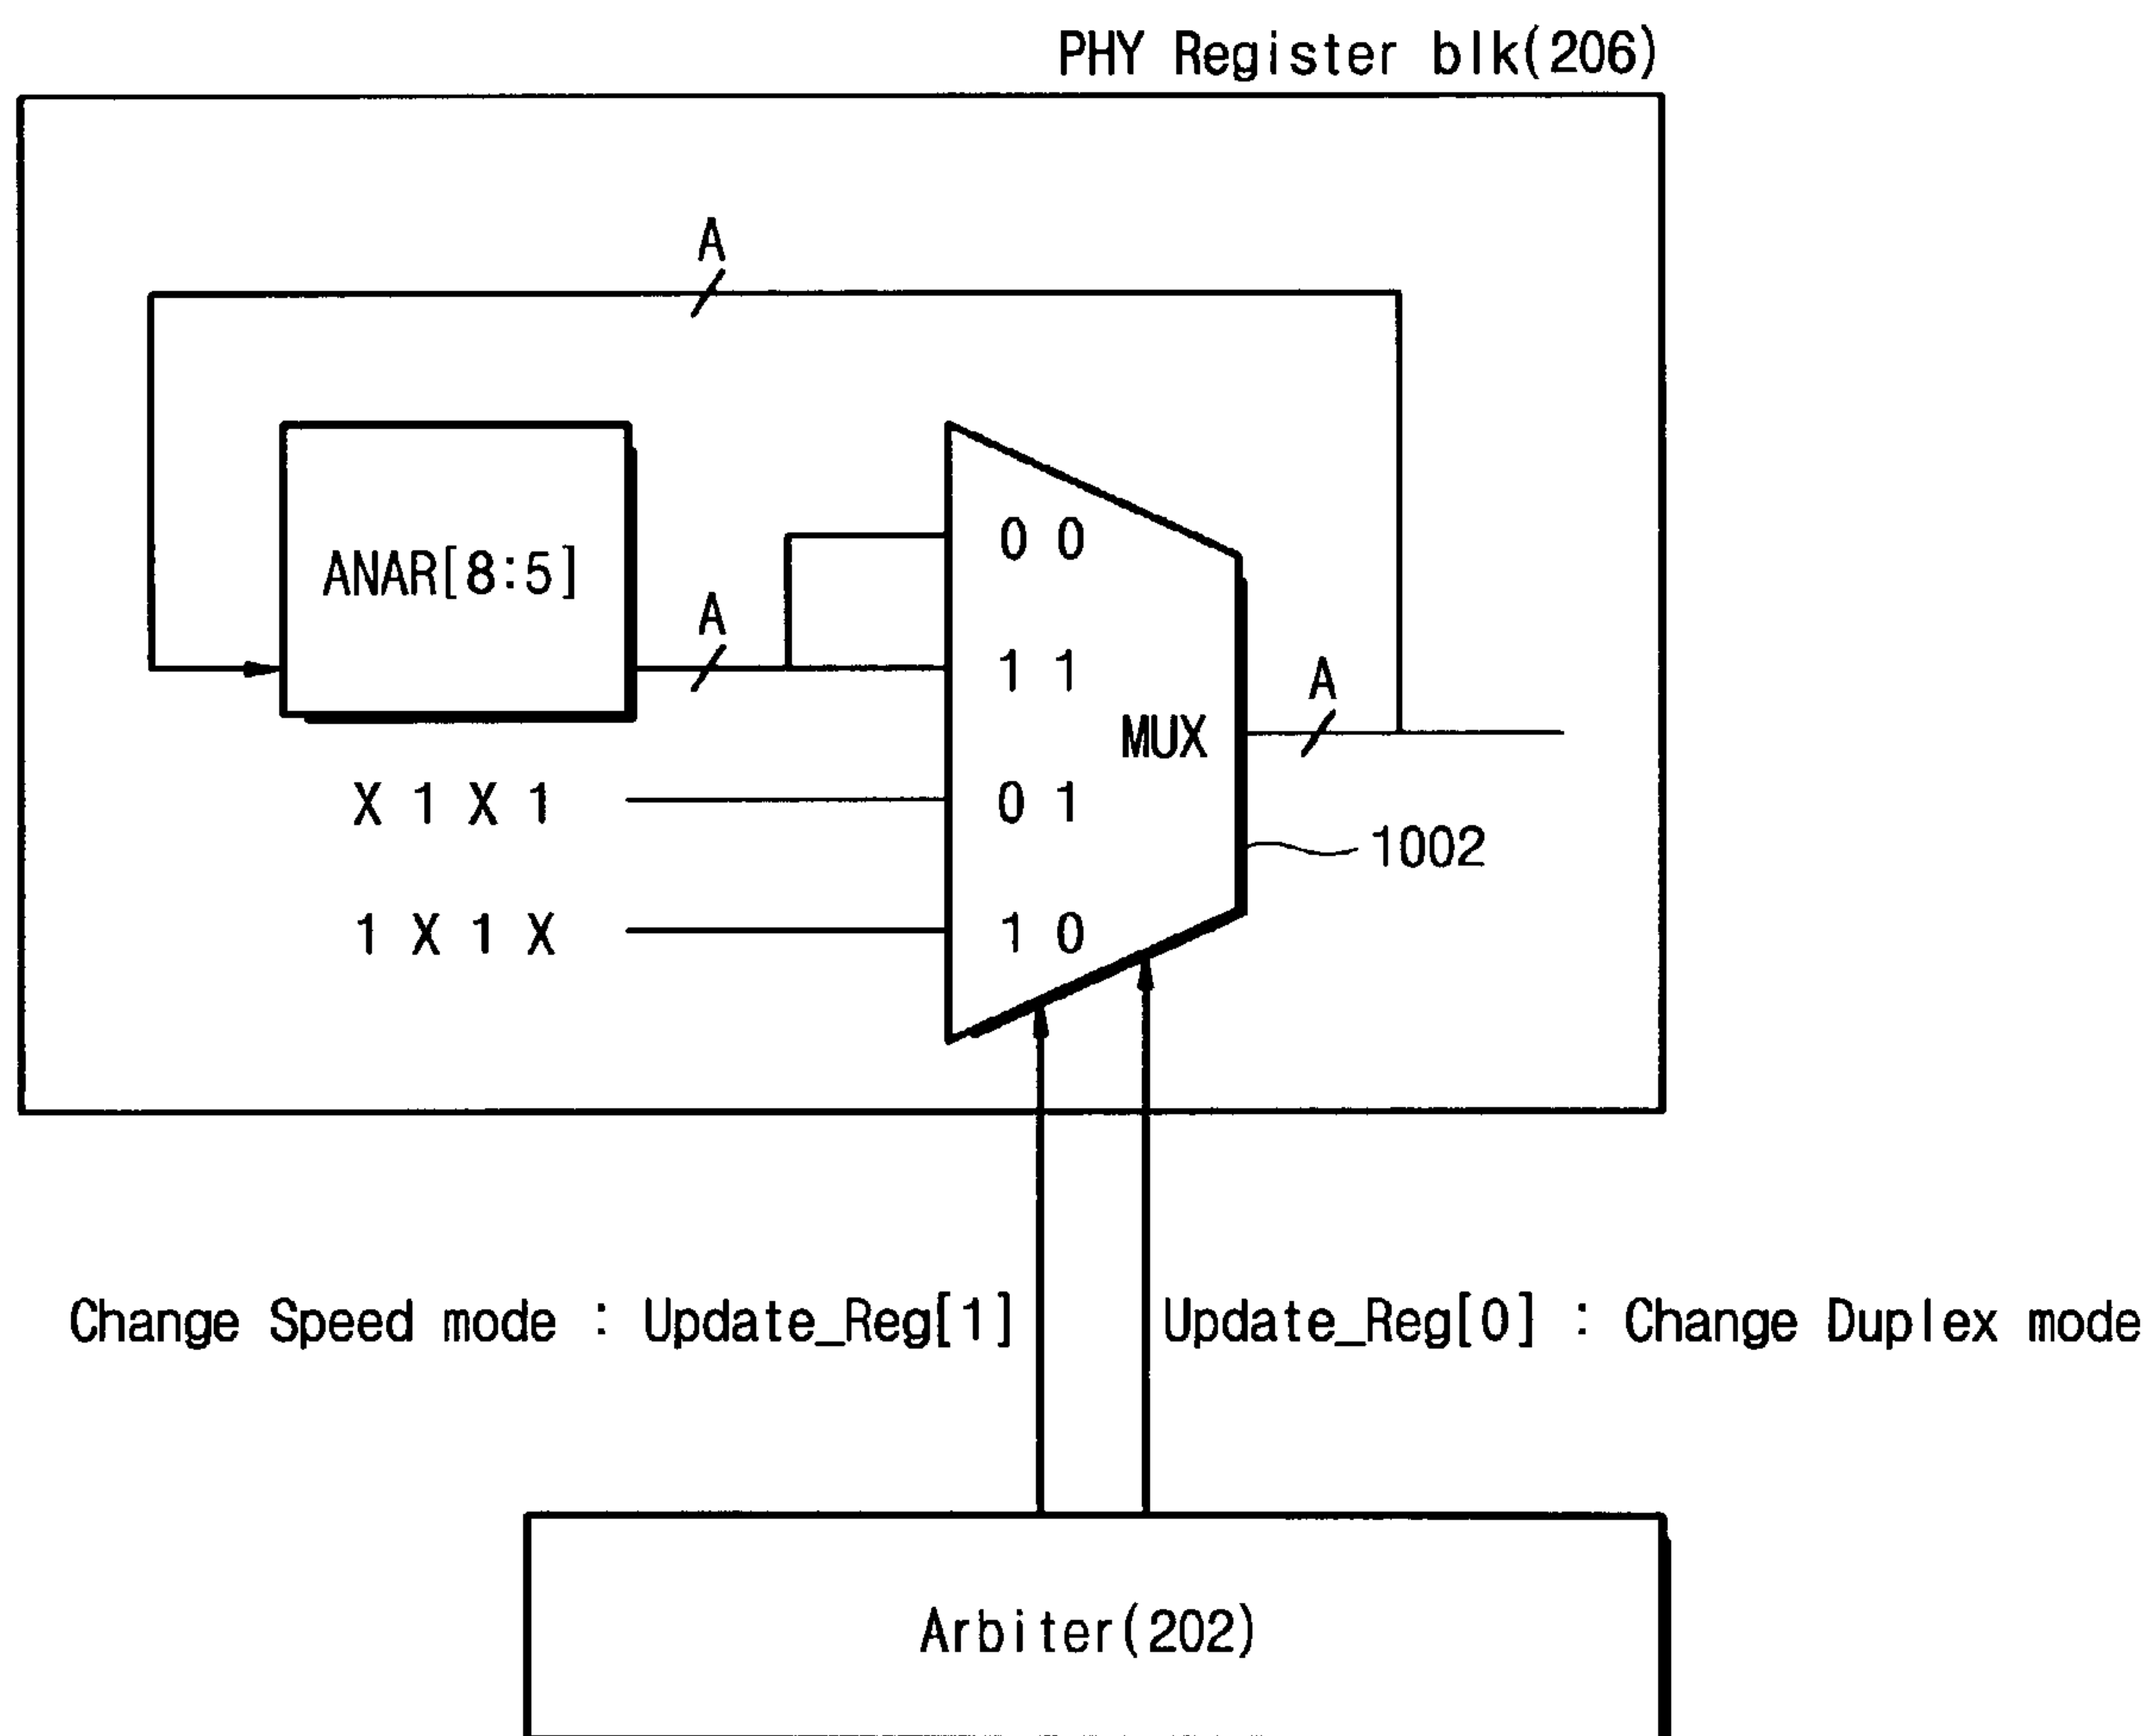 PHY Register blk(206)
A
0 0
ANAR[8:5]
A
1 1
A
MUX
X 1 X 1
0 1
1002
1 X 1 X
1 0
Change Speed mode : Update_Reg[1]
Update_Reg[0] : Change Duplex mode
Arbiter(202)